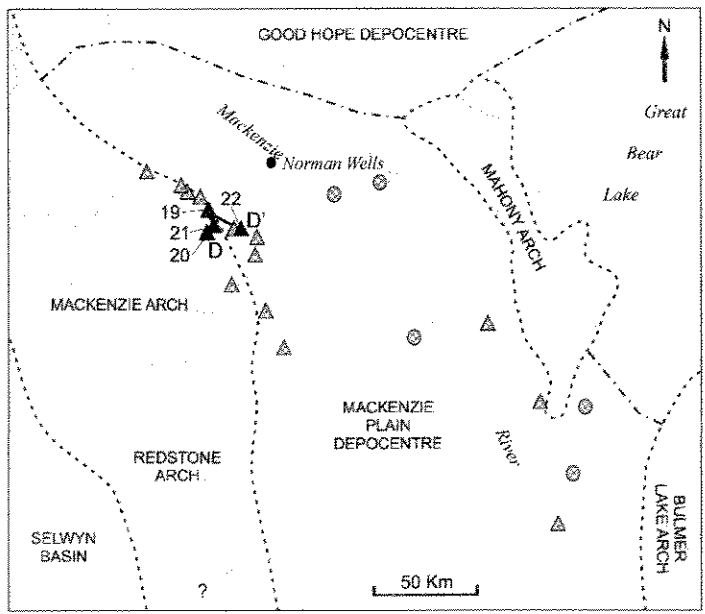 GOOD HOPE DEPOCENTRE
N
Mackenzie
Great
Bear
Lake
Norman Wells
MAHONY ARCH
19
22
D'
21
D
20
MACKENZIE ARCH
MACKENZIE
PLAIN
DEPOCENTRE
River
REDSTONE
ARCH
SELWYN
BASIN
BULMER
LAKE ARCH
?
50 Km